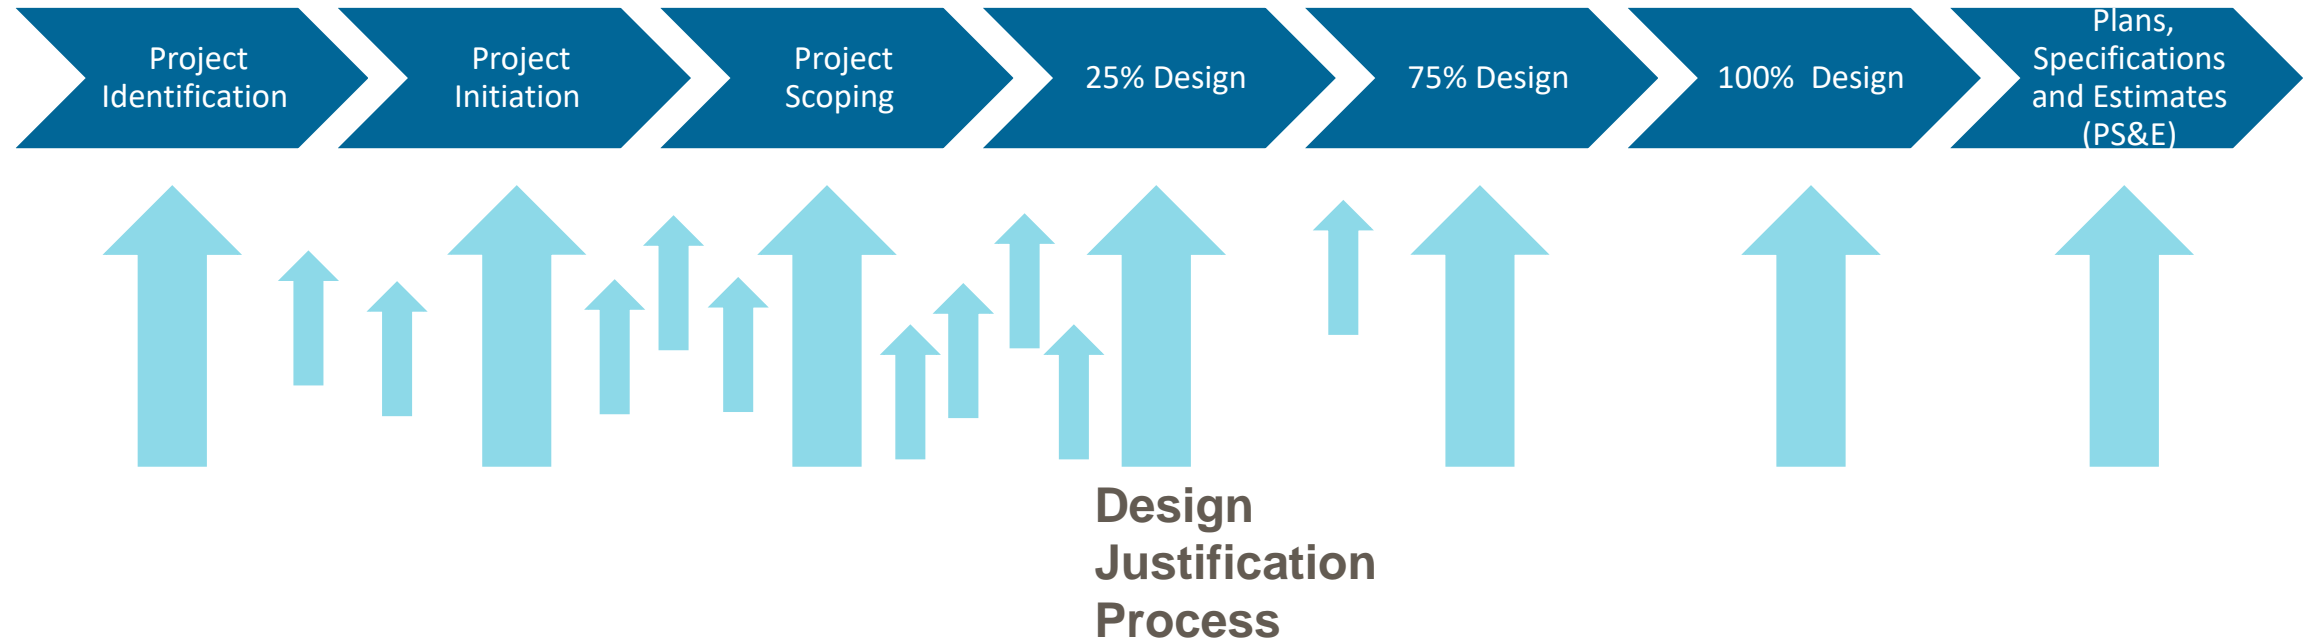 Project
Identification
Project
Initiation
Project
Scoping
25% Design
75% Design
100%  Design
Plans,
Specifications
and Estimates
(PS&E)
Design
Justification
Process